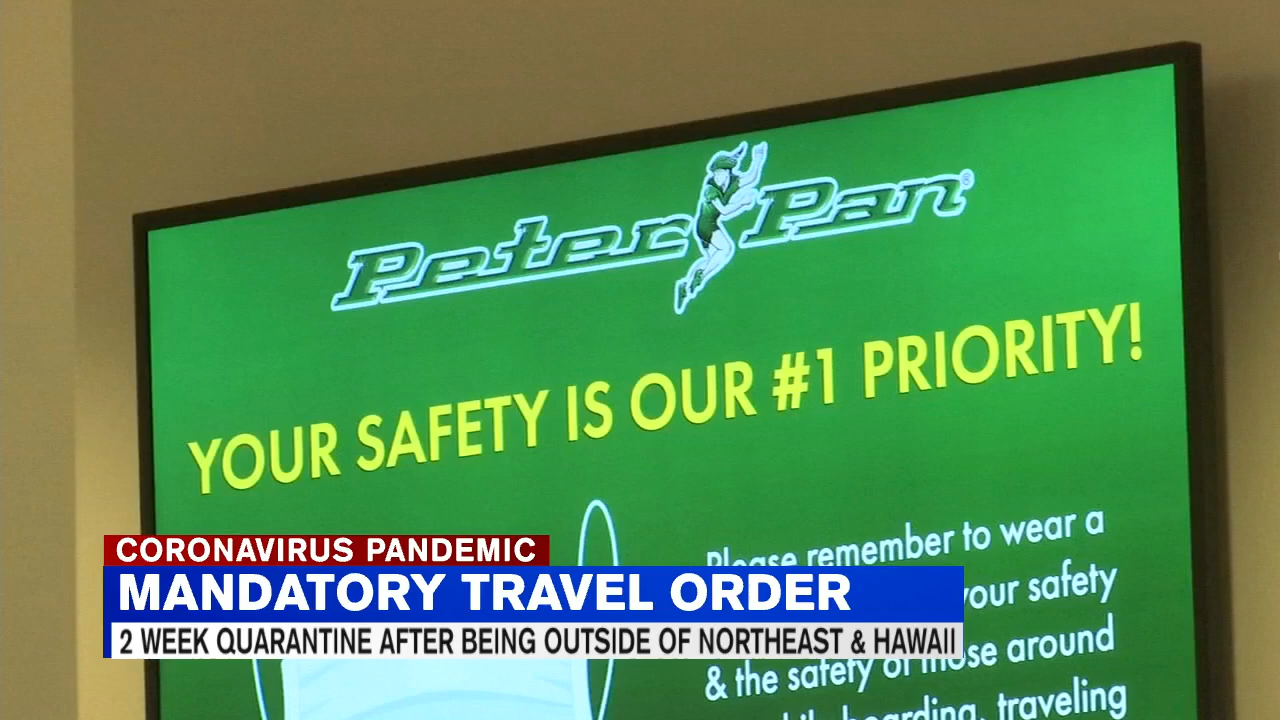 Peter Pan®
YOUR SAFETY IS OUR #1 PRIORITY!
Please remember to wear a
your safety
& the safety of those around
boarding, traveling
CORONAVIRUS PANDEMIC
MANDATORY TRAVEL ORDER
2 WEEK QUARANTINE AFTER BEING OUTSIDE OF NORTHEAST & HAWAII